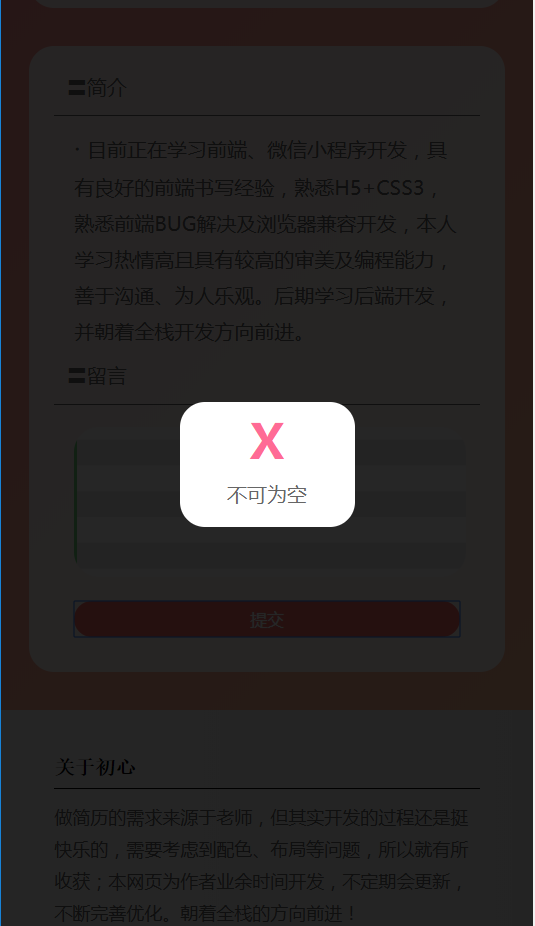 〓简介
· 目前正在学习前端、微信小程序开发，具
有良好的前端书写经验，熟悉H5+CSS3，
熟悉前端BUG解决及浏览器兼容开发，本人
学习热情高且具有较高的审美及编程能力，
善于沟通、为人乐观。后期学习后端开发，
并朝着全栈开发方向前进。
〓留言
X
不可为空
提交
关于初心
做简历的需求来源于老师，但其实开发的过程还是挺
快乐的，需要考虑到配色、布局等问题，所以就有所
收获；本网页为作者业余时间开发，不定期会更新，
不断完善优化。朝着全栈的方向前进！